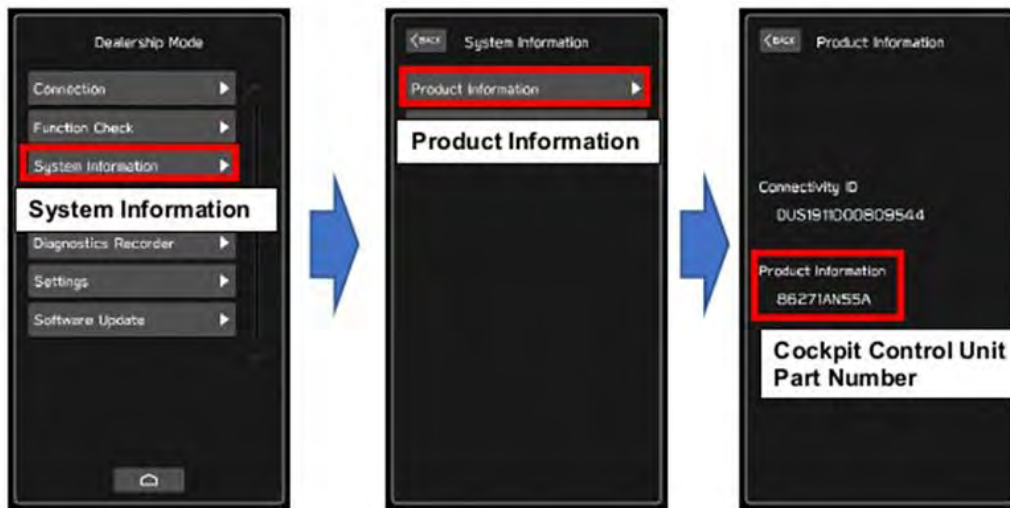 Dealership Mode
Connection
Function Check
System Information
System Information
Diagnostics Recorder
Settings
Software Update
<BACK System Information
Product Information
Product Information
<BACK Product Information
Connectivity ID
DUS1911D00809544
Product Information
86271AN55A
Cockpit Control Unit
Part Number